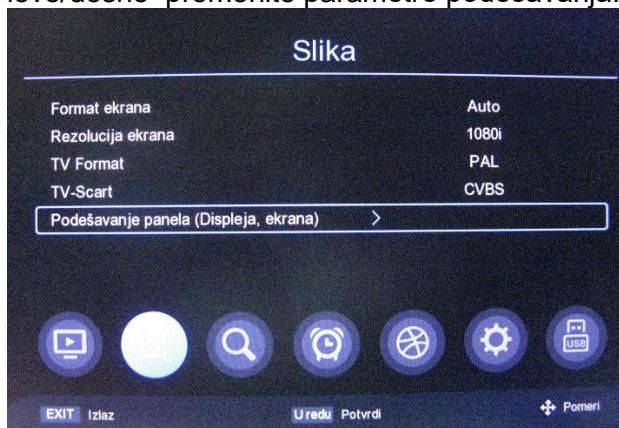 Slika
Format ekrana Auto
Rezolucija ekrana 1080i
TV Format PAL
TV-Scart CVBS
Podešavanje panela (Displeja, ekrana) >
USB
EXIT Izlaz U redu Potvrdi Pomeri